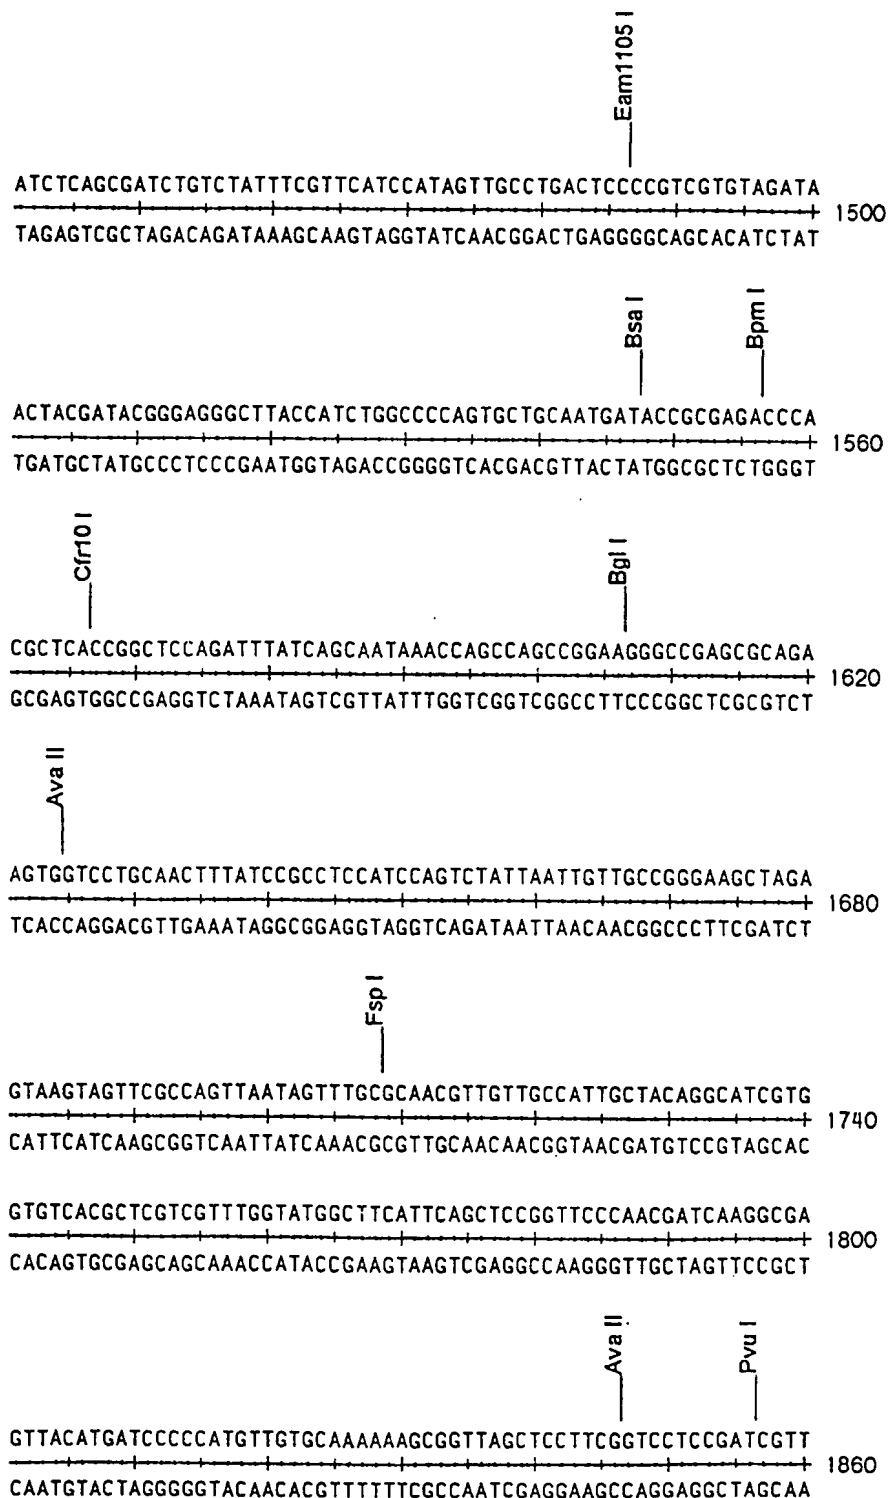 Eam1105 I
ATCTCAGCGATCTGTCTATTTCGTTCATCCATAGTTGCCTGACTCCCCGTCGTGTAGATA
1500
TAGAGTCGCTAGACAGATAAAGCAAGTAGGTATCAACGGACTGAGGGGCAGCACATCTAT
Bsa I
Bpm I
ACTACGATACGGGAGGGCTTACCATCTGGCCCCAGTGCTGCAATGATACCGCGAGACCCA
1560
TGATGCTATGCCCTCCCGAATGGTAGACCGGGGTCACGACGTTACTATGGCGCTCTGGGT
Cfr10 I
Bgl I
CGCTCACCGGCTCCAGATTTATCAGCAATAAACCAGCCAGCCGGAAGGGCCGAGCGCAGA
1620
GCGAGTGGCCGAGGTCTAAATAGTCGTTATTTGGTCGGTCGGCCTTCCCGGCTCGCGTCT
Ava II
AGTGGTCCTGCAACTTTATCCGCCTCCATCCAGTCTATTAATTGTTGCCGGGAAGCTAGA
1680
TCACCAGGACGTTGAAATAGGCGGAGGTAGGTCAGATAATTAACAACGGCCCTTCGATCT
Fsp I
GTAAGTAGTTCGCCAGTTAATAGTTTGCGCAACGTTGTTGCCATTGCTACAGGCATCGTG
1740
CATTCATCAAGCGGTCAATTATCAAACGCGTTGCAACAACGGTAACGATGTCCGTAGCAC
GTGTCACGCTCGTCGTTTGGTATGGCTTCATTCAGCTCCGGTTCCCAACGATCAAGGCGA
1800
CACAGTGCGAGCAGCAAACCATACCGAAGTAAGTCGAGGCCAAGGGTTGCTAGTTCCGCT
Ava II
Pvu I
GTTACATGATCCCCCATGTTGTGCAAAAAAGCGGTTAGCTCCTTCGGTCCTCCGATCGTT
1860
CAATGTACTAGGGGGTACAACACGTTTTTTCGCCAATCGAGGAAGCCAGGAGGCTAGCAA